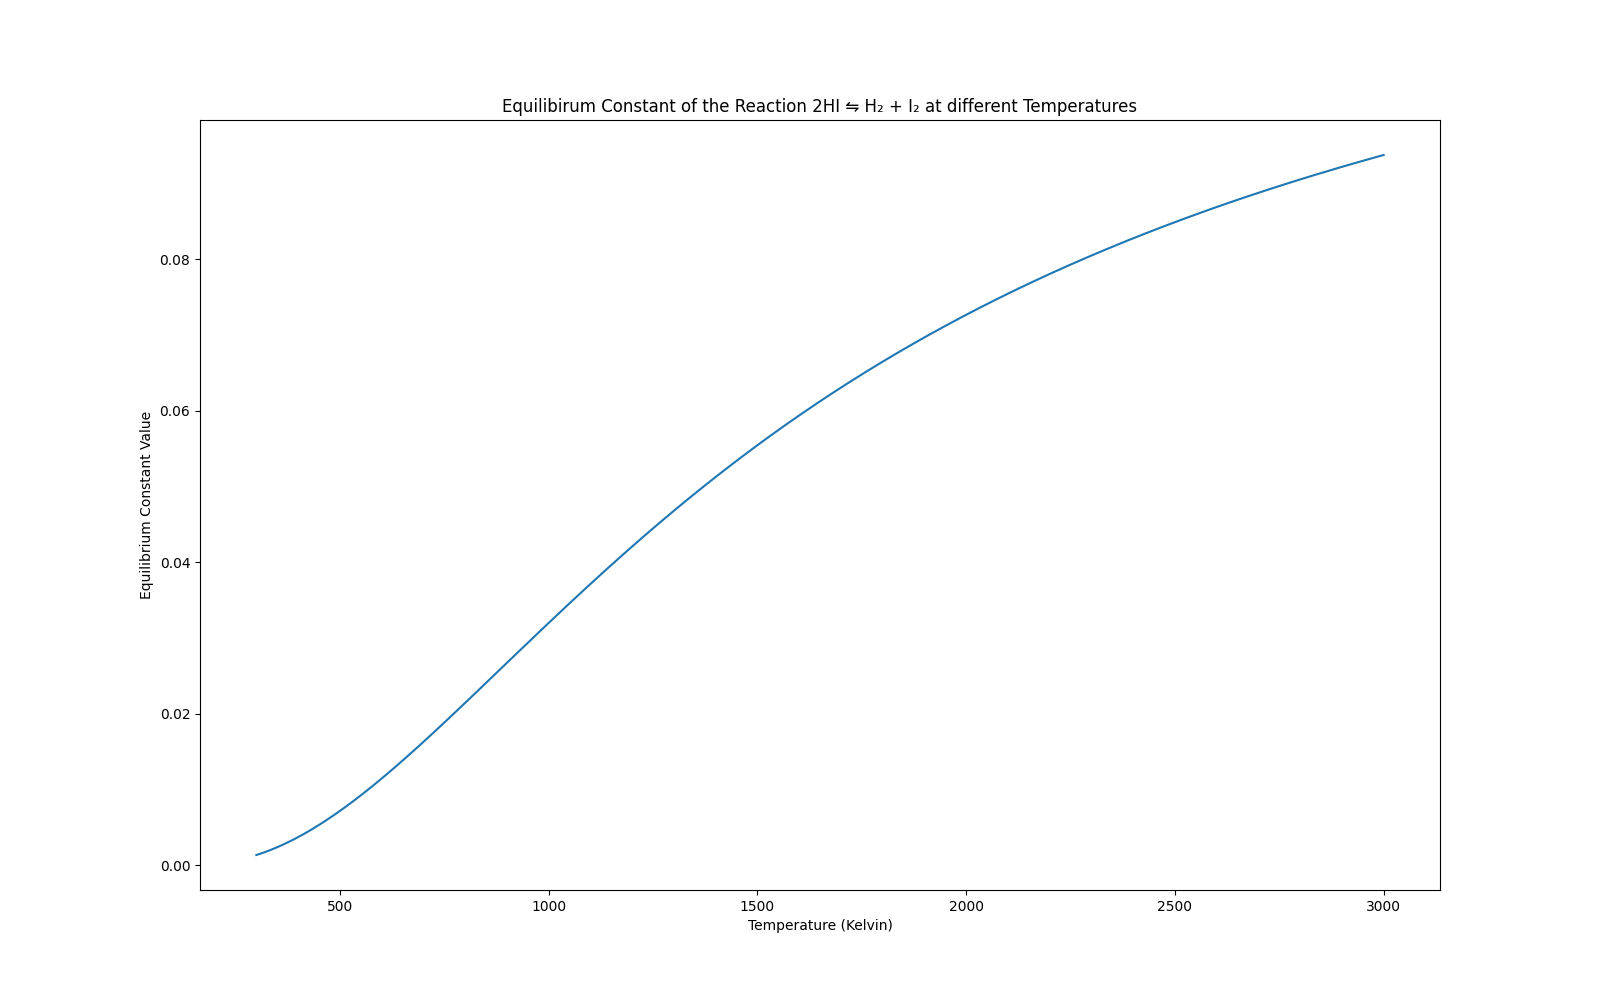 Equilibirum Constant of the Reaction 2HI ⇋ H₂ + I₂ at different Temperatures
Equilibrium Constant Value
0.08
0.06
0.04
0.02
0.00
500 1000 1500 2000 2500 3000
Temperature (Kelvin)